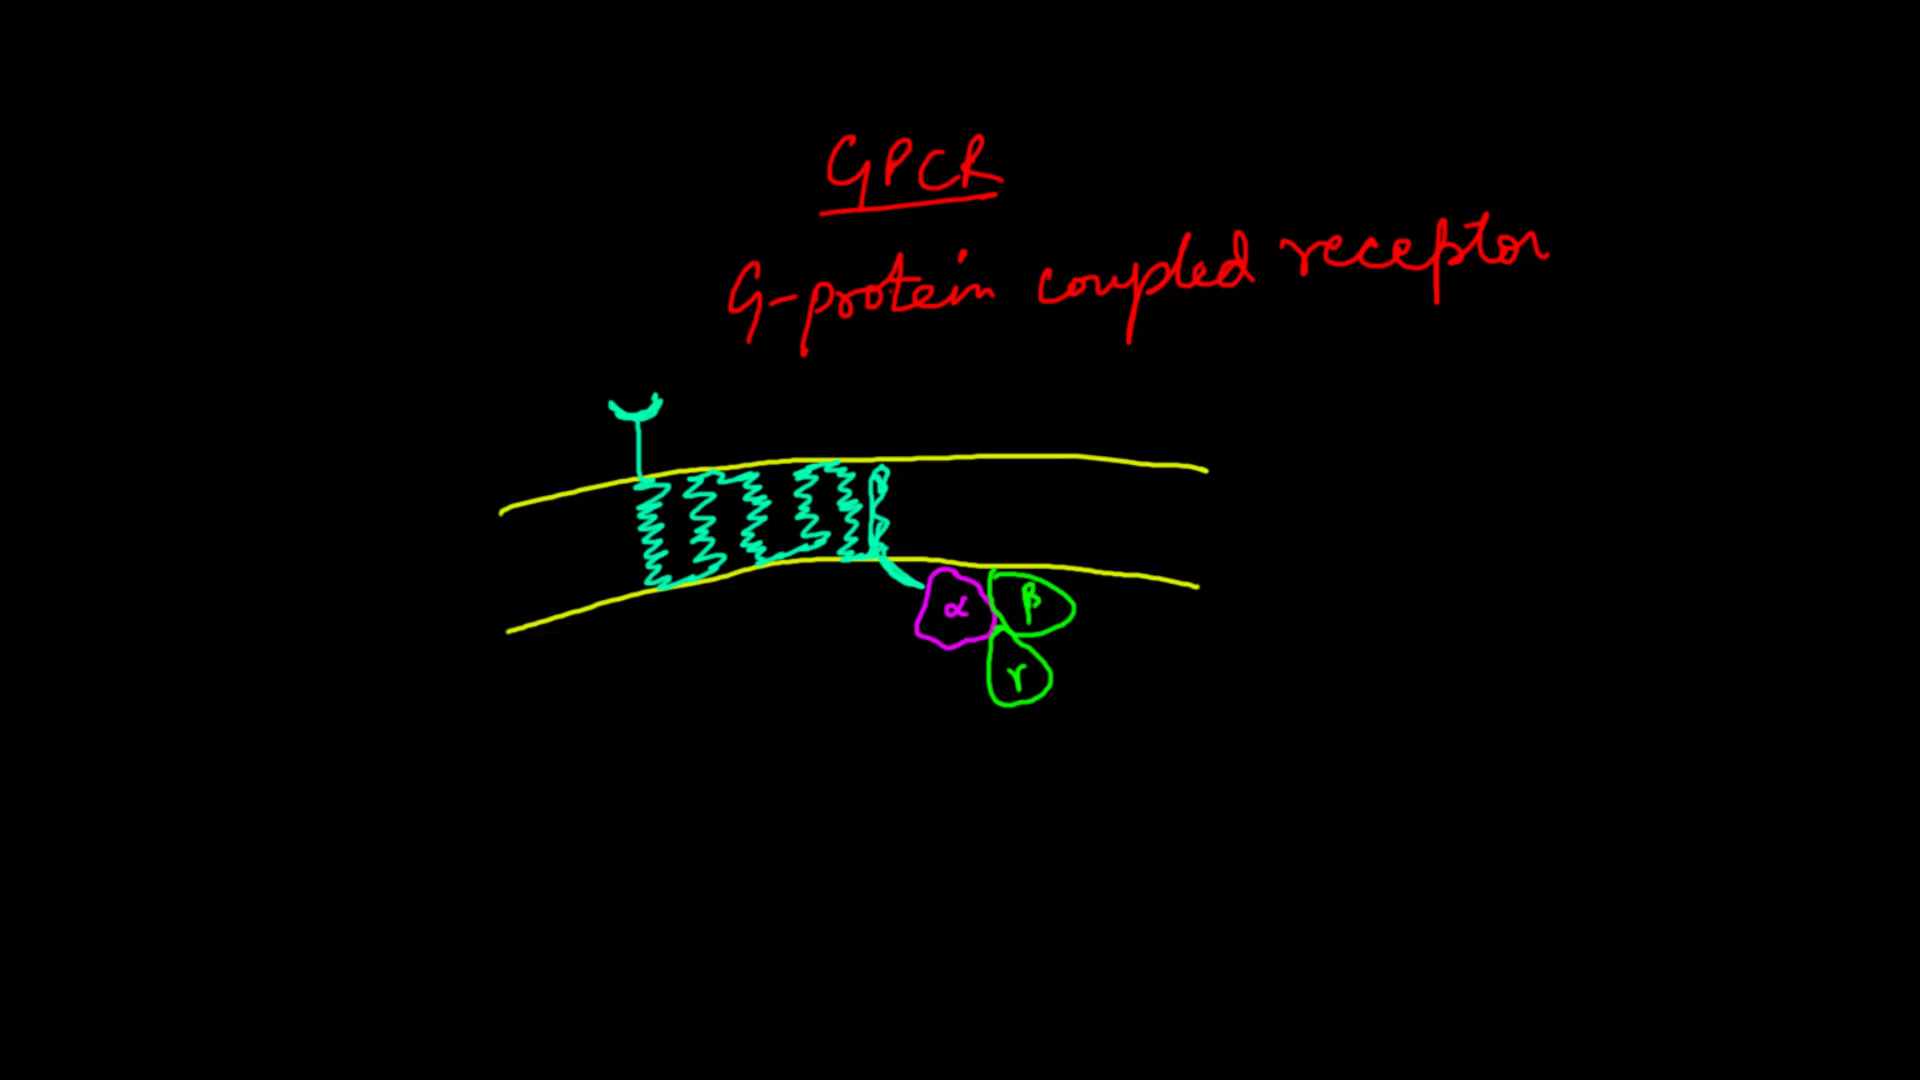 GPCR
G-protein coupled receptor
α
β
γ